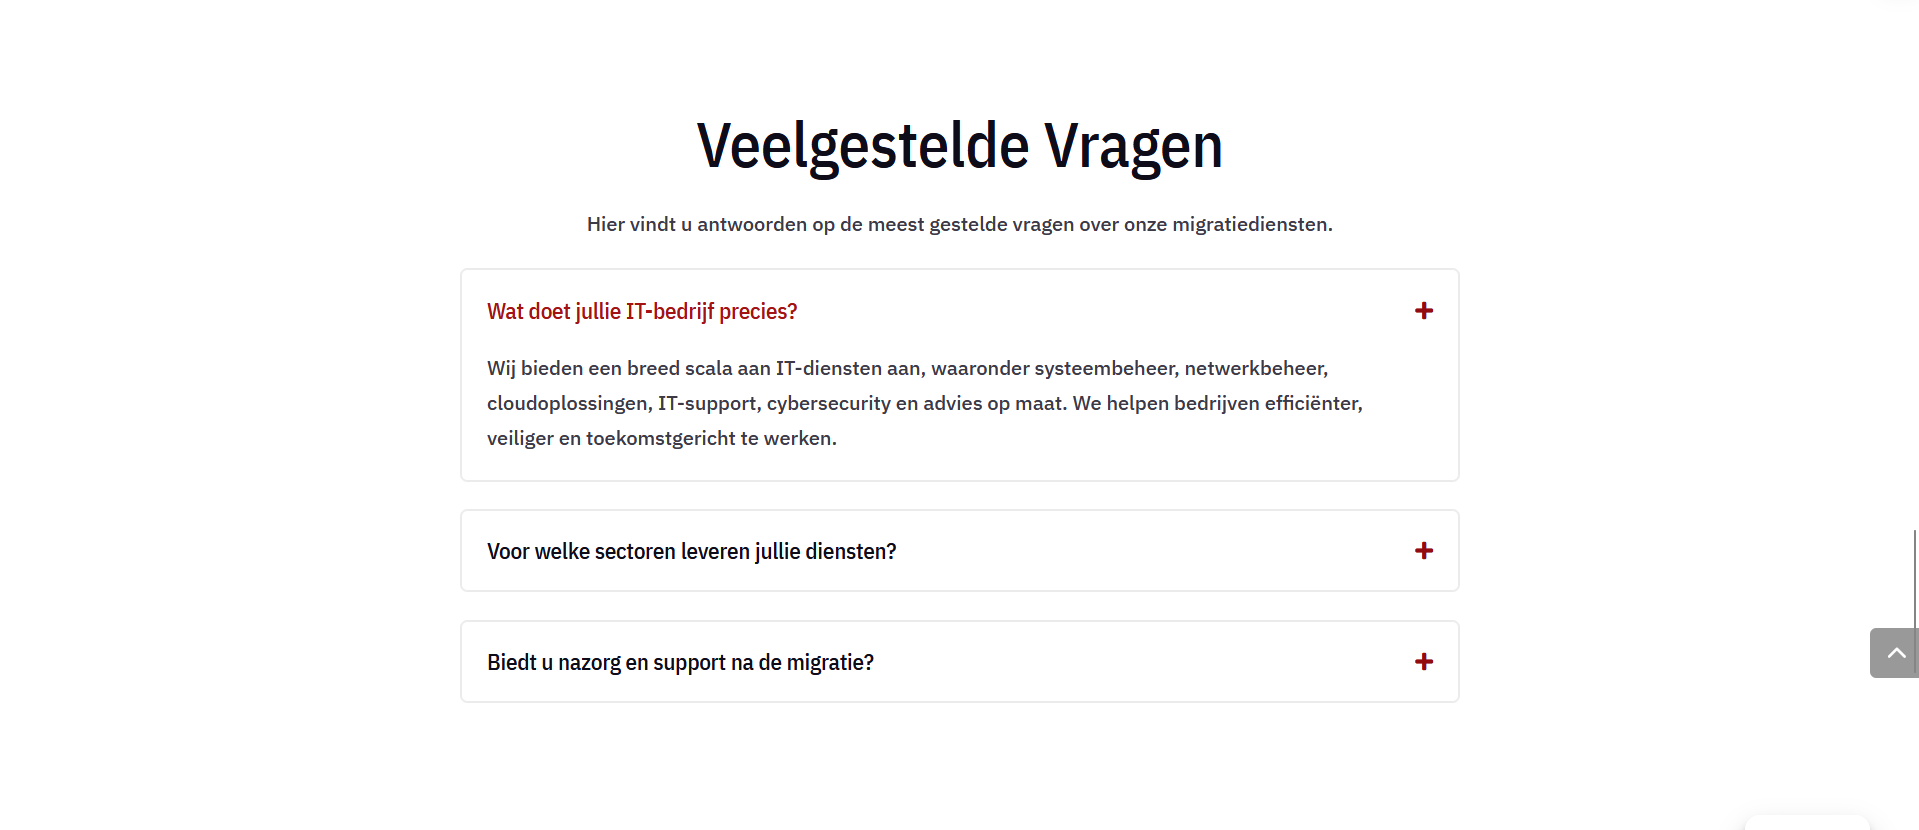 Veelgestelde Vragen
Hier vindt u antwoorden op de meest gestelde vragen over onze migratiediensten.
Wat doet jullie IT-bedrijf precies?
Wij bieden een breed scala aan IT-diensten aan, waaronder systeembeheer, netwerkbeheer,
cloudoplossingen, IT-support, cybersecurity en advies op maat. We helpen bedrijven efficiënter,
veiliger en toekomstgericht te werken.
Voor welke sectoren leveren jullie diensten?
Biedt u nazorg en support na de migratie?